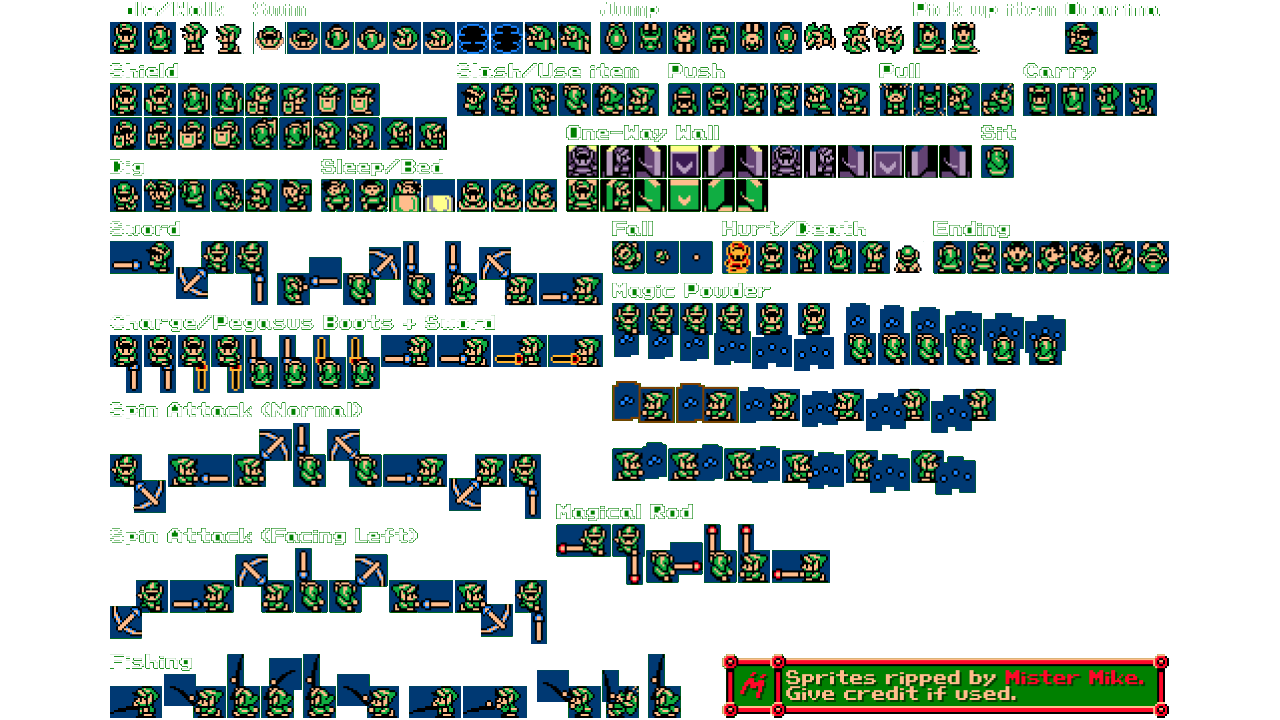 Swim
Jump
Pick up item
Ocarina
Shield
Slash/Use item
Push
Pull
Carry
One-Way Wall
Sit
Dig
Sleep/Bed
Sword
Fall
Hurt/Death
Ending
Magic Powder
Charge/Pegasus Boots + Sword
Spin Attack (Normal)
Magical Rod
Spin Attack (Facing Left)
Fishing
Sprites ripped by Mister Mike.
Give credit if used.